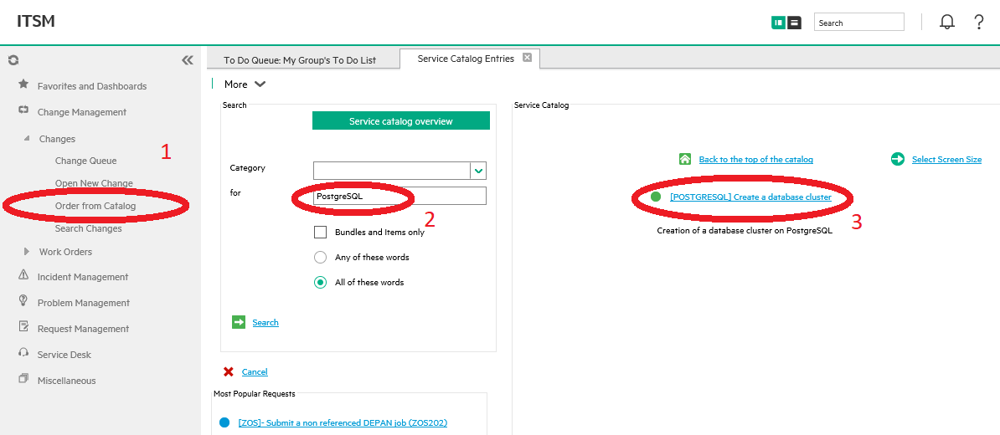 ITSM
Search
?
To Do Queue: My Group's To Do List
Service Catalog Entries
Favorites and Dashboards
Change Management
Changes
Change Queue
1
Open New Change
Order from Catalog
Search Changes
Work Orders
Incident Management
Problem Management
Request Management
Service Desk
Miscellaneous
More
Search
Service catalog overview
Category
for
PostgreSQL
2
Bundles and Items only
Any of these words
All of these words
Search
Cancel
Most Popular Requests
[ZOS]- Submit a non referenced DEPAN job (ZOS202)
Service Catalog
Back to the top of the catalog
Select Screen Size
[POSTGRESQL] Create a database cluster
3
Creation of a database cluster on PostgreSQL